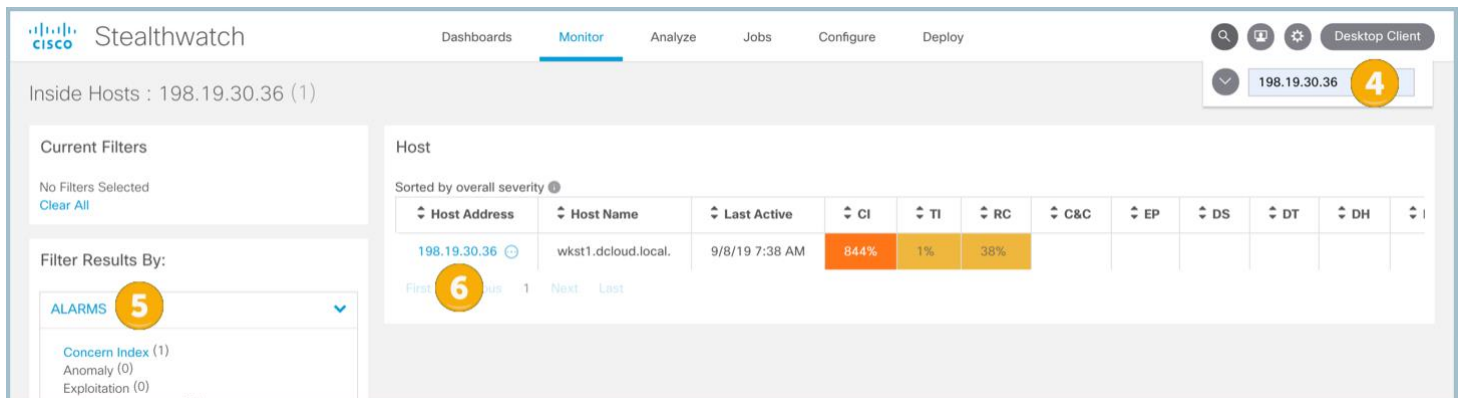 CISCO Stealthwatch Dashboards Monitor Analyze Jobs Configure Deploy Desktop Client
198.19.30.36 4
Inside Hosts : 198.19.30.36 (1)
Current Filters
No Filters Selected
Clear All
Filter Results By:
ALARMS 5
Concern Index (1)
Anomaly (0)
Exploitation (0)
Host
Sorted by overall severity
Host Address Host Name Last Active CI TI RC C&C EP DS DT DH
198.19.30.36 wkst1.dcloud.local. 9/8/19 7:38 AM 844% 1% 38%
First 6 1 Next Last